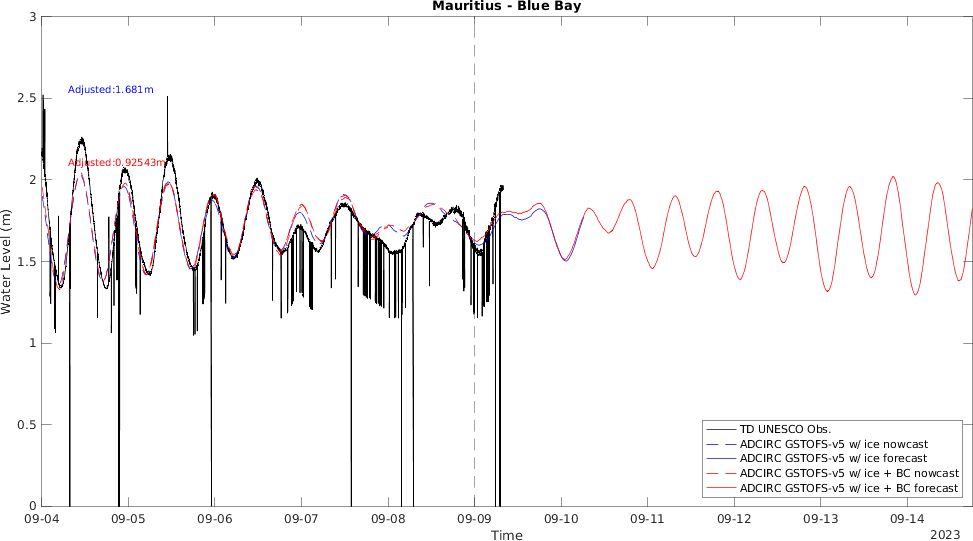 Mauritius - Blue Bay
3
2.5
2
1.5
1
0.5
0
Water Level (m)
Adjusted:1.681m
Adjusted:0.92543m
TD UNESCO Obs.
ADCIRC GSTOFS-v5 w/ ice nowcast
ADCIRC GSTOFS-v5 w/ ice forecast
ADCIRC GSTOFS-v5 w/ ice + BC nowcast
ADCIRC GSTOFS-v5 w/ ice + BC forecast
09-04 09-05 09-06 09-07 09-08 09-09 09-10 09-11 09-12 09-13 09-14
Time
2023